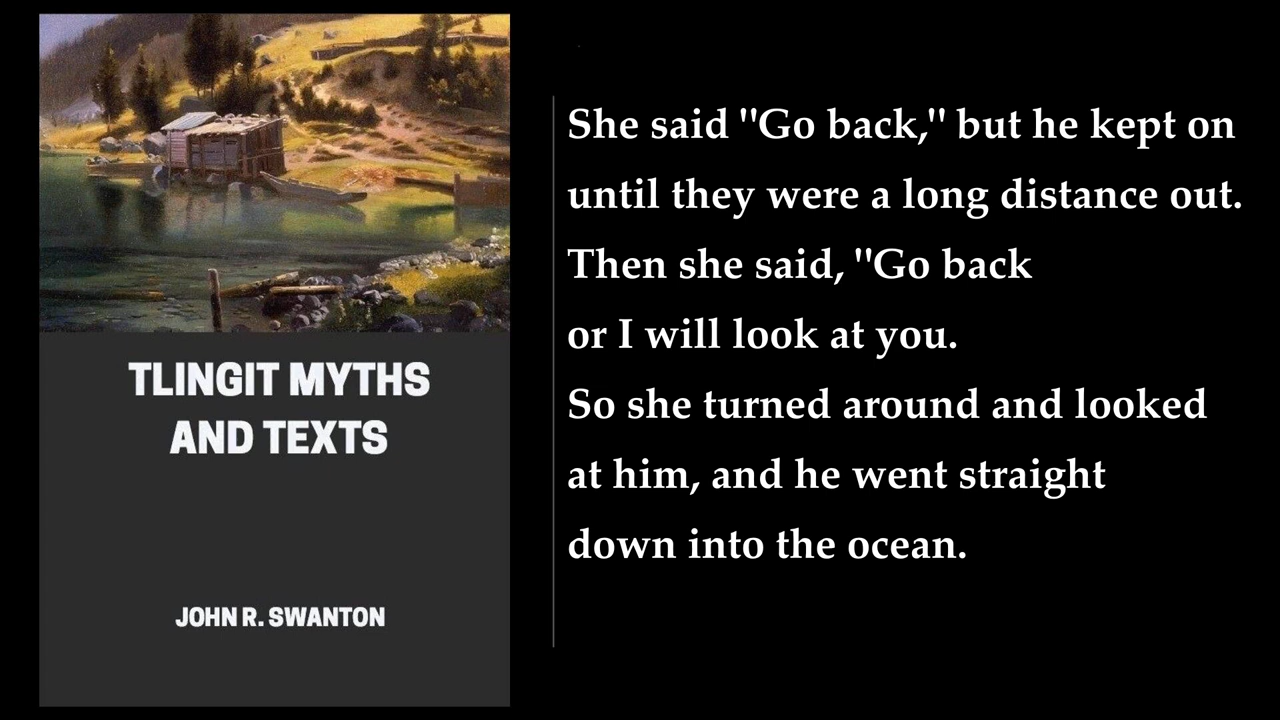 TLINGIT MYTHS
AND TEXTS
JOHN R. SWANTON
She said "Go back," but he kept on
until they were a long distance out.
Then she said, "Go back
or I will look at you.
So she turned around and looked
at him, and he went straight
down into the ocean.